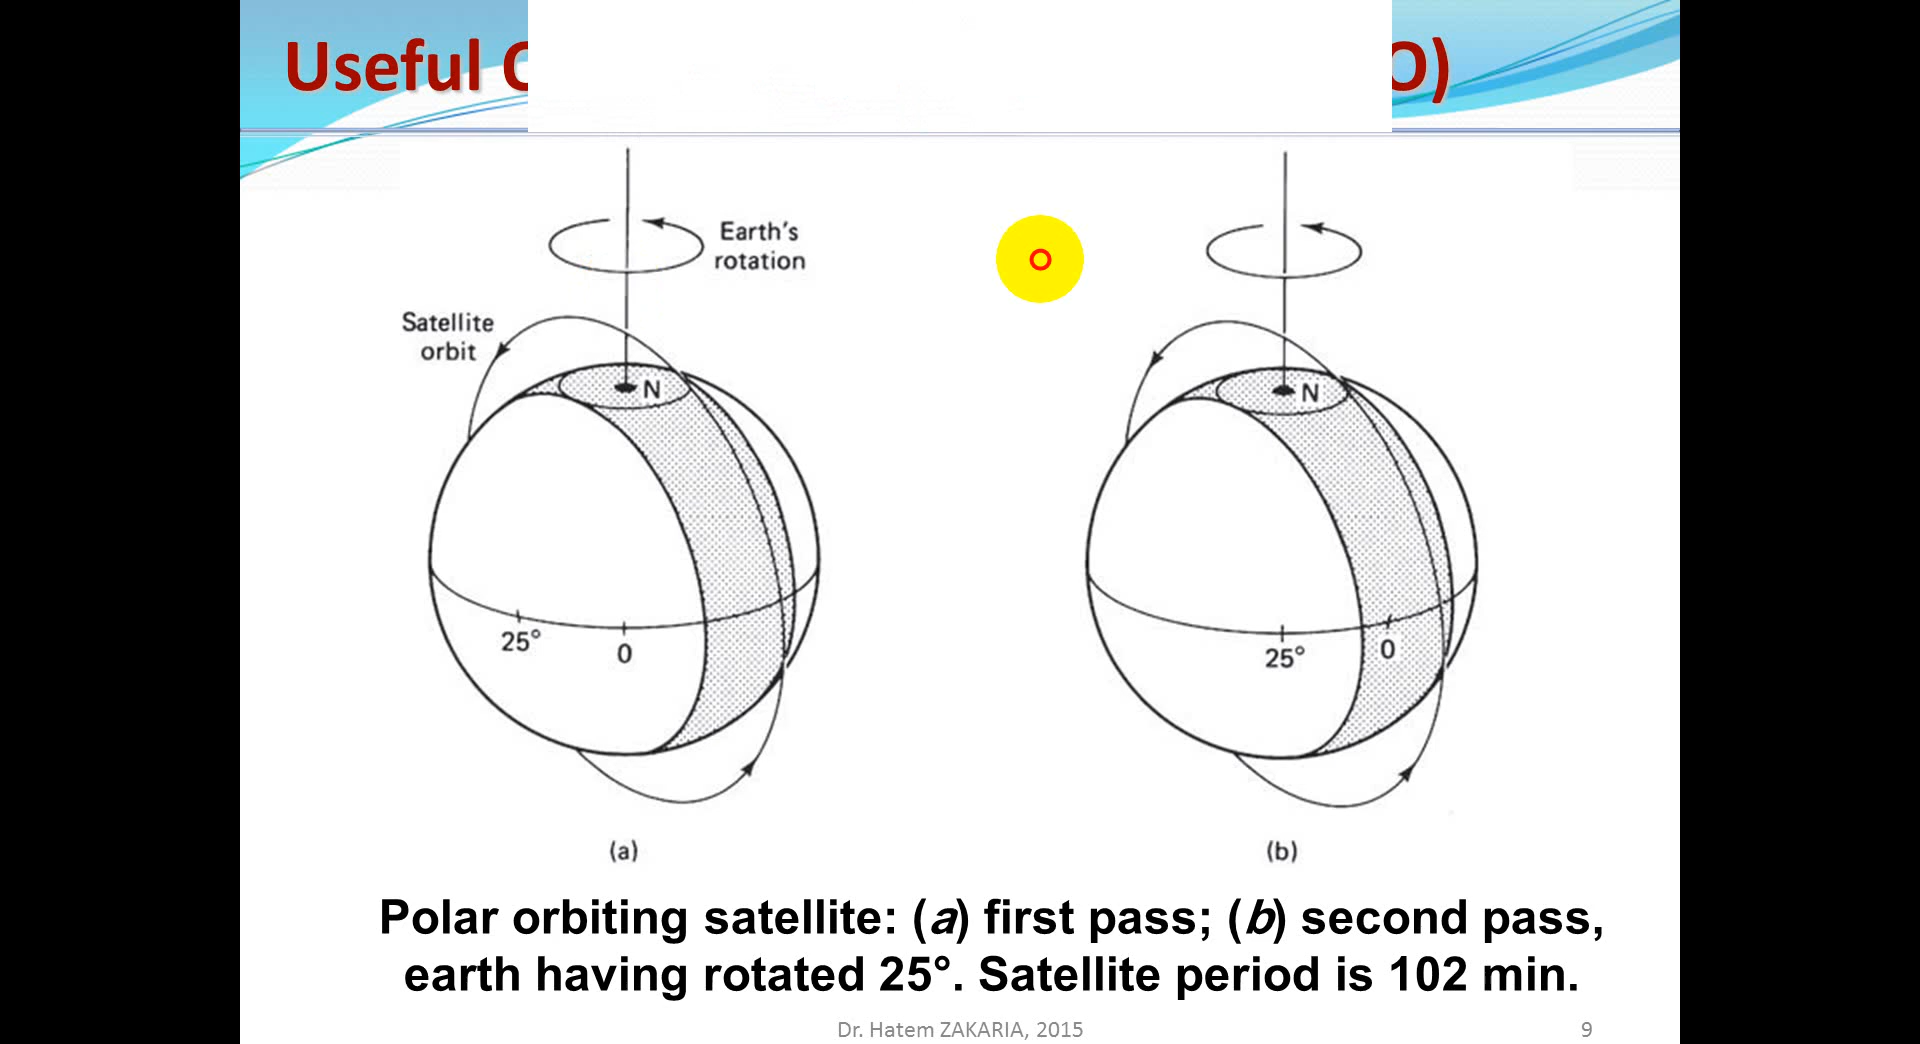 Useful
O)
Earth's
rotation
Satellite
orbit
N
N
25°
0
25°
0
(a)
(b)
Polar orbiting satellite: (a) first pass; (b) second pass,
earth having rotated 25°. Satellite period is 102 min.
Dr. Hatem ZAKARIA, 2015
9